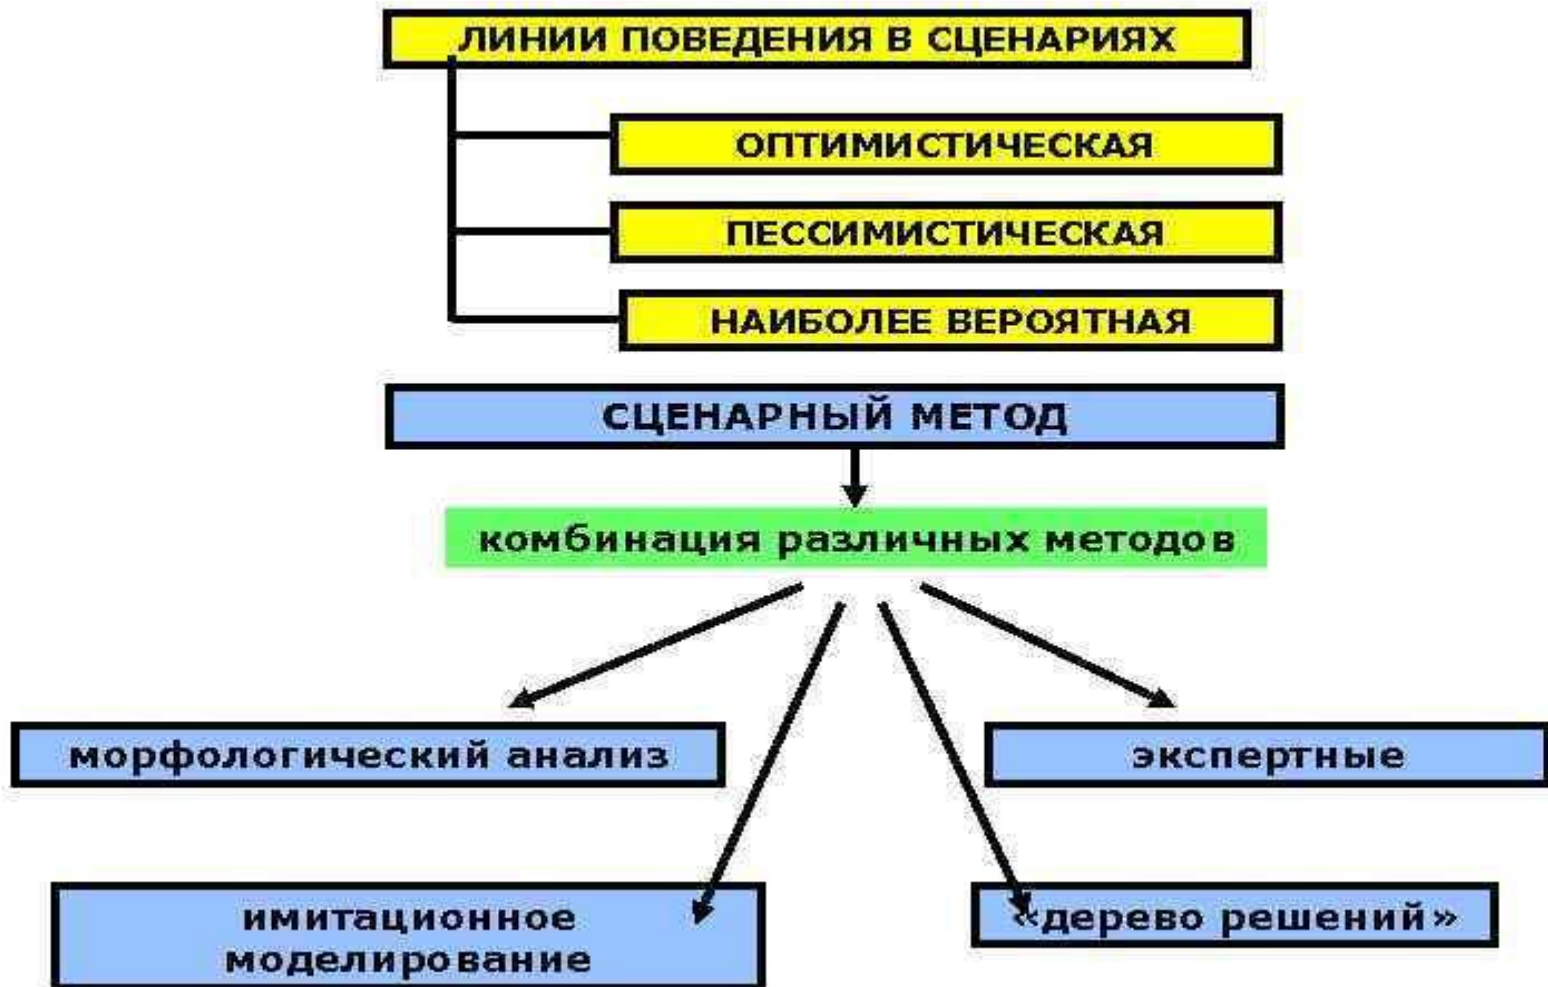 ЛИНИИ ПОВЕДЕНИЯ В СЦЕНАРИЯХ
ОПТИМИСТИЧЕСКАЯ
ПЕССИМИСТИЧЕСКАЯ
НАИБОЛЕЕ ВЕРОЯТНАЯ
СЦЕНАРНЫЙ МЕТОД
комбинация различных методов
морфологический анализ
экспертные
имитационное
моделирование
«дерево решений»